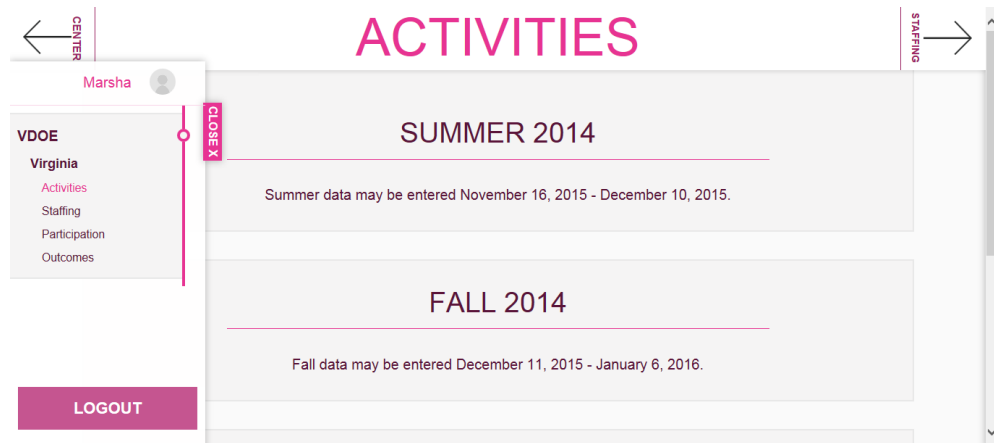 CENTER
ACTIVITIES
STAFFING
Marsha
CLOSE X
VDOE
Virginia
Activities
Staffing
Participation
Outcomes
LOGOUT
SUMMER 2014
Summer data may be entered November 16, 2015 - December 10, 2015.
FALL 2014
Fall data may be entered December 11, 2015 - January 6, 2016.